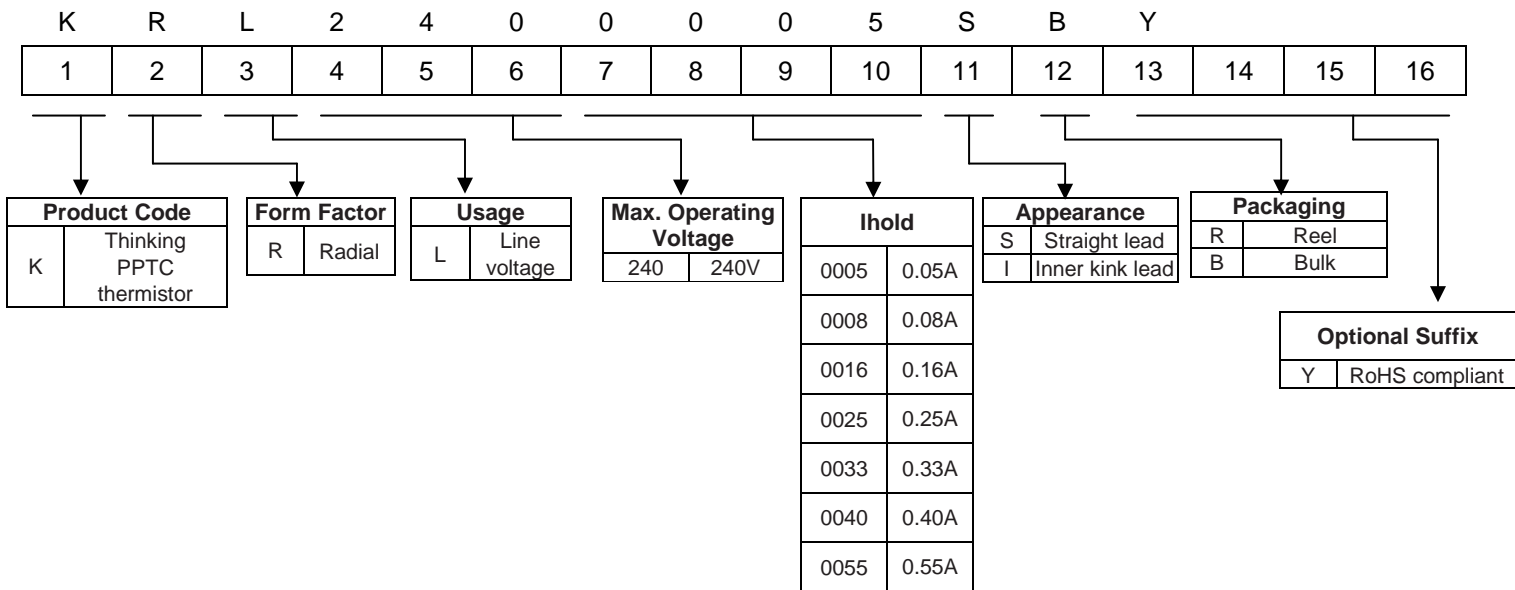 K R L 2 4 0 0 0 0 5 S B Y
1 2 3 4 5 6 7 8 9 10 11 12 13 14 15 16
Product Code
K Thinking
PPTC
thermistor
Form Factor
R Radial
Usage
L Line
voltage
Max. Operating
Voltage
240 240V
Ihold
0005 0.05A
0008 0.08A
0016 0.16A
0025 0.25A
0033 0.33A
0040 0.40A
0055 0.55A
Appearance
S Straight lead
I Inner kink lead
Packaging
R Reel
B Bulk
Optional Suffix
Y RoHS compliant